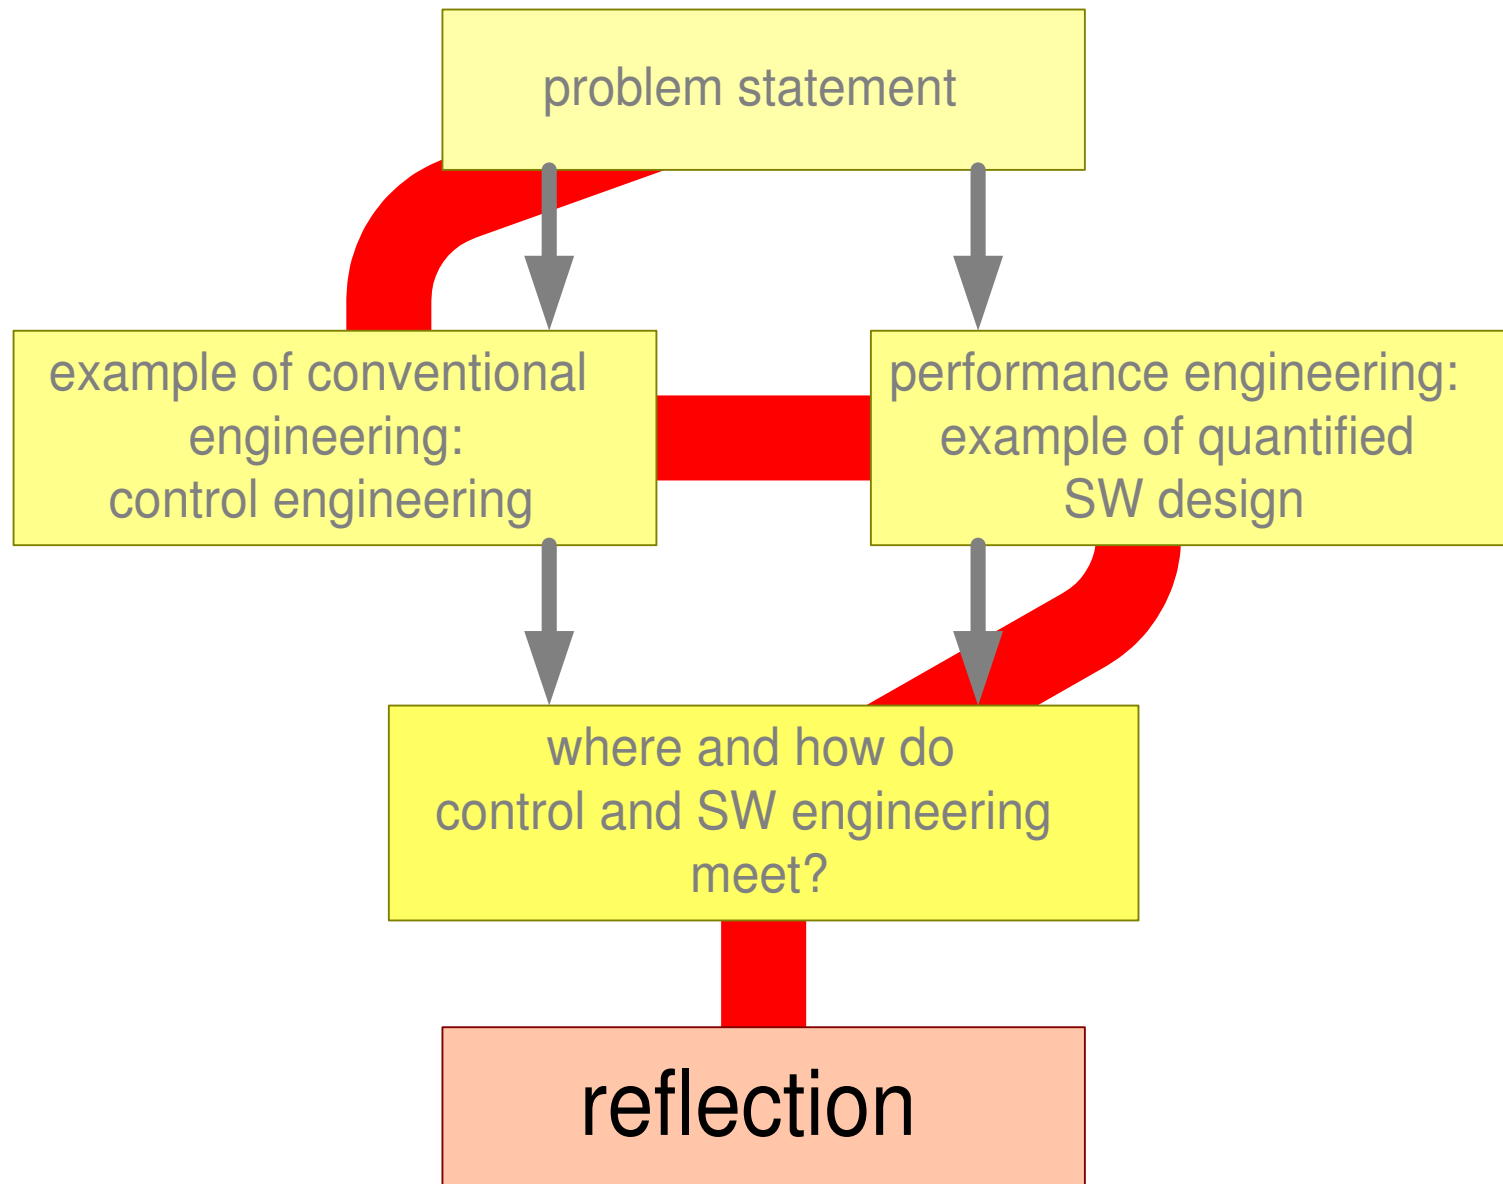 problem statement
example of conventional
engineering:
control engineering
performance engineering:
example of quantified
SW design
where and how do
control and SW engineering
meet?
reflection